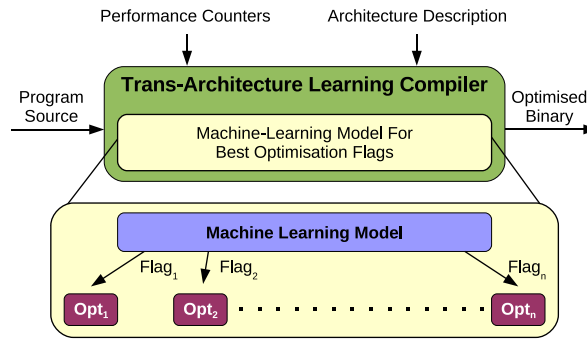 Performance Counters
Architecture Description
Trans-Architecture Learning Compiler
Program
Source
Optimised
Binary
Machine-Learning Model For
Best Optimisation Flags
Machine Learning Model
Flag₁
Flag₂
Flagₙ
Opt₁
Opt₂
Optₙ